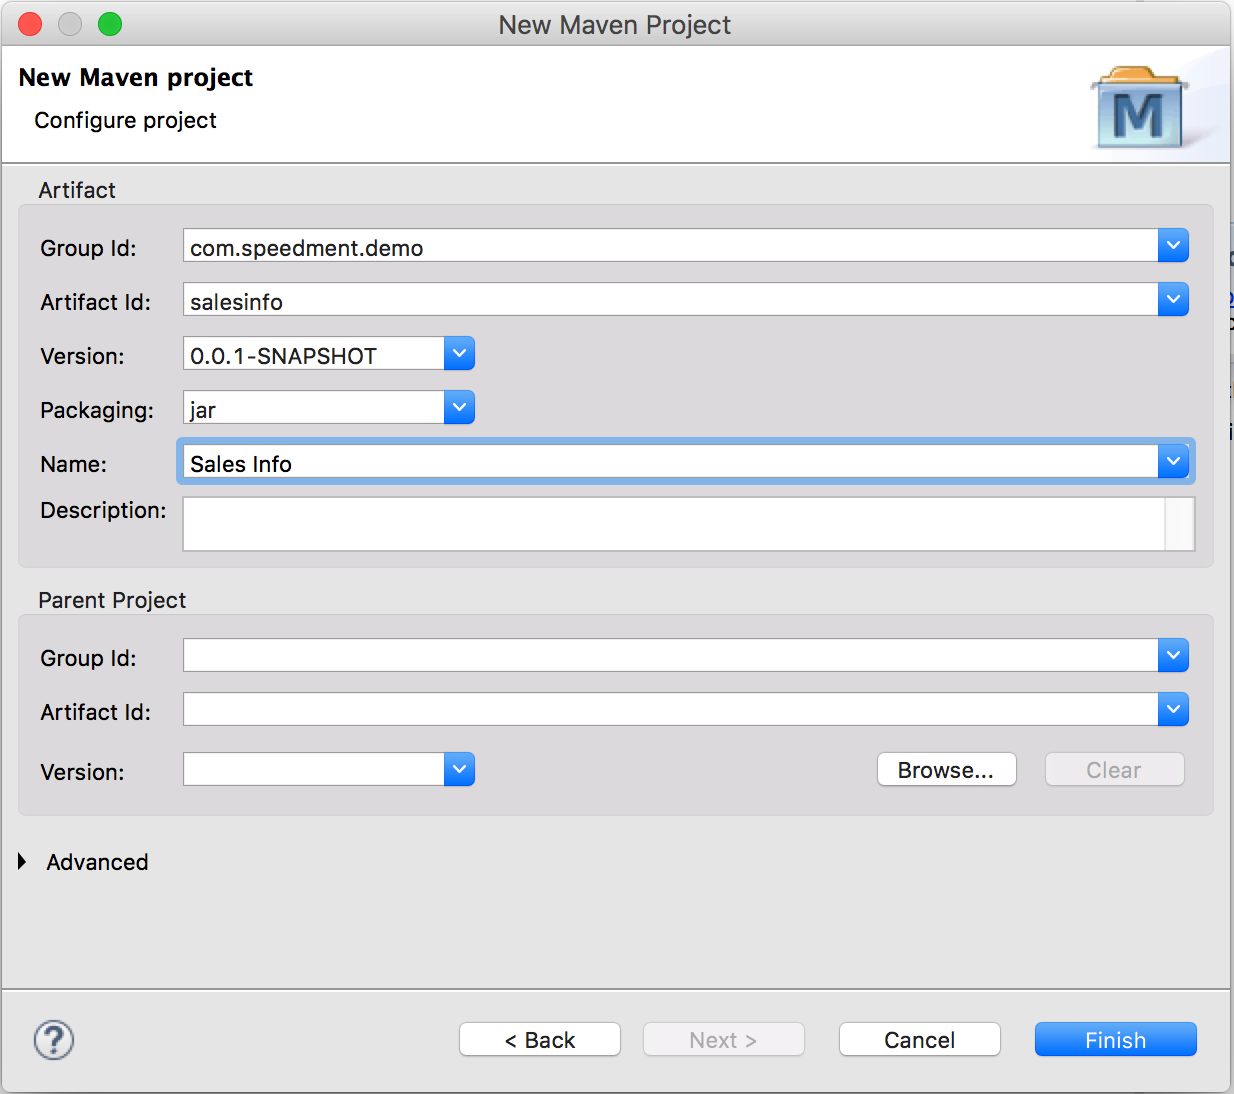 New Maven Project
New Maven project
Configure project
M
Artifact
Group Id: com.speedment.demo
Artifact Id: salesinfo
Version: 0.0.1-SNAPSHOT
Packaging: jar
Name: Sales Info
Description:
Parent Project
Group Id:
Artifact Id:
Version: Browse... Clear
Advanced
? < Back Next > Cancel Finish